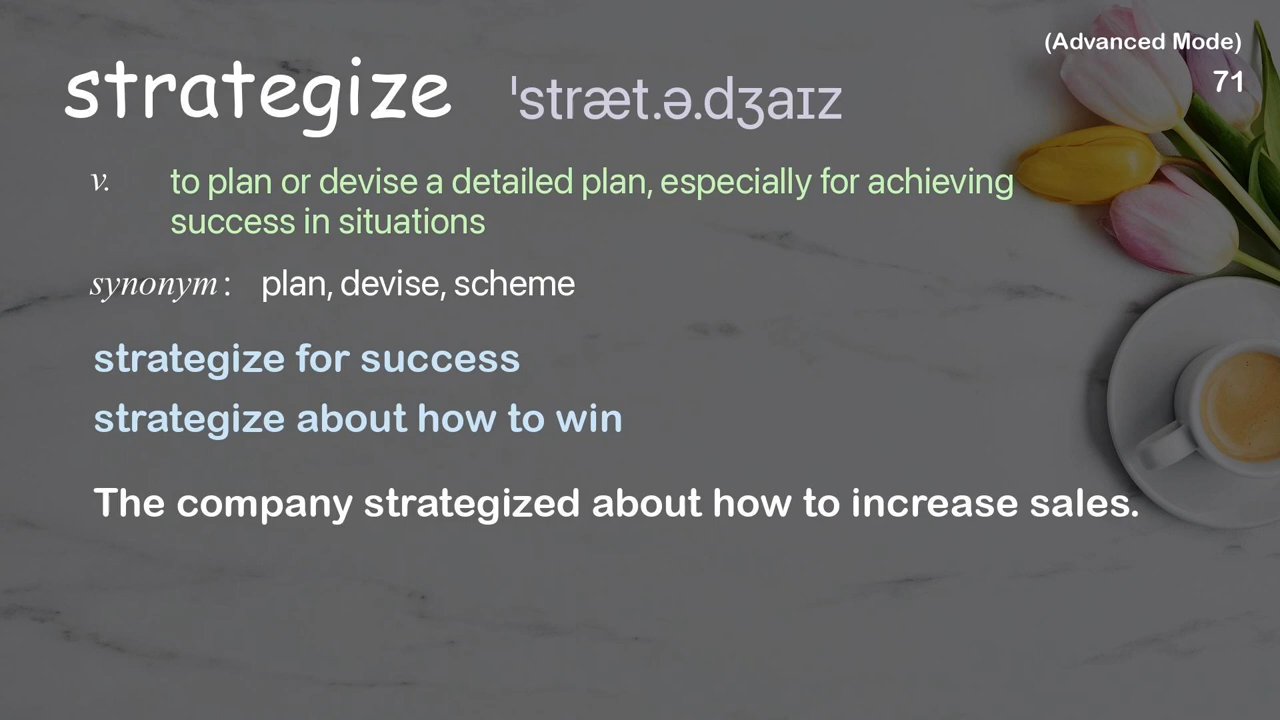 (Advanced Mode)
71
strategize ˈstræt.ə.dʒaɪz
v. to plan or devise a detailed plan, especially for achieving
success in situations
synonym: plan, devise, scheme
strategize for success
strategize about how to win
The company strategized about how to increase sales.